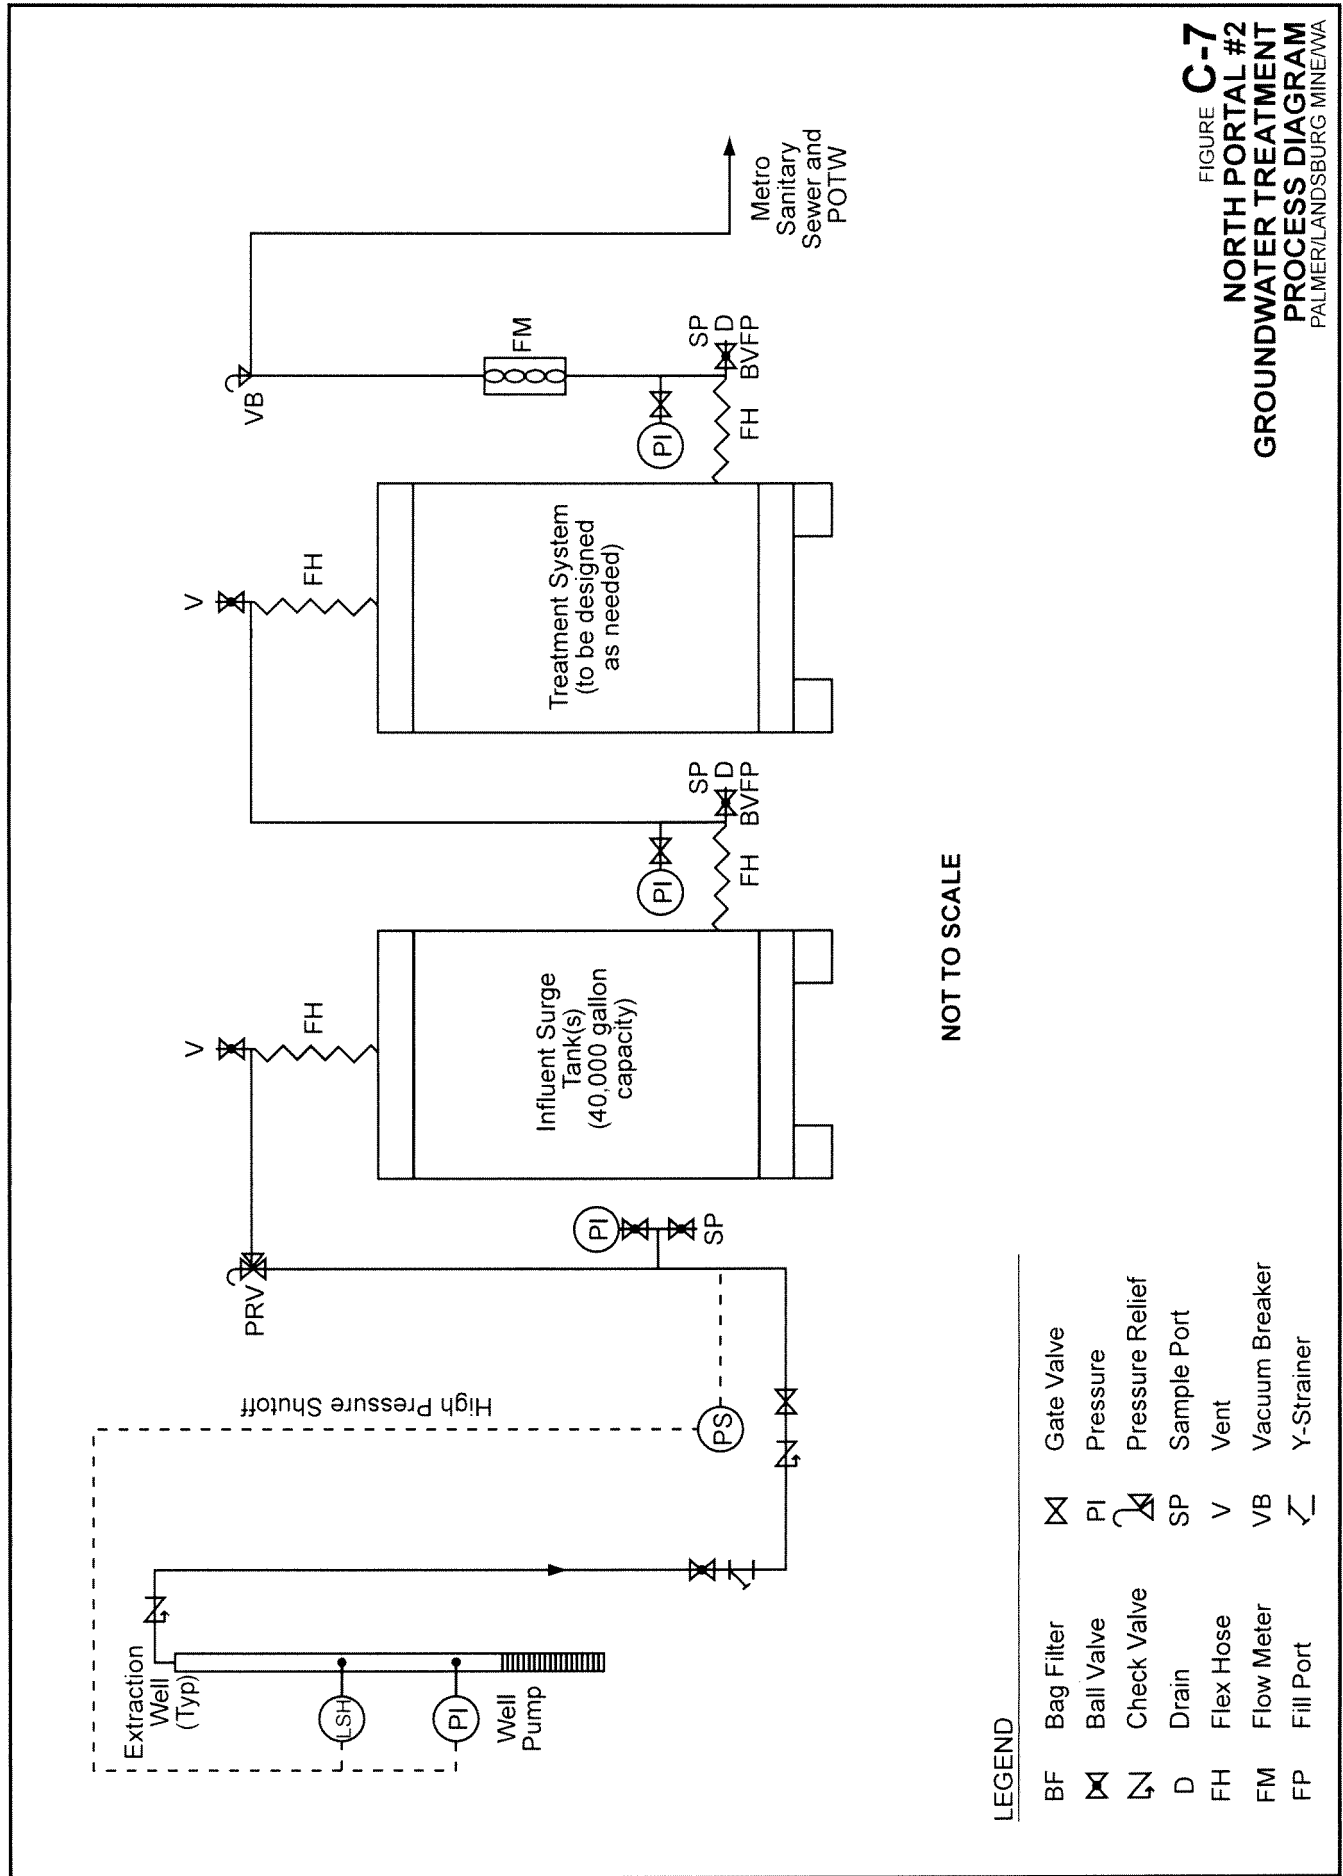 Extraction
Well
(Typ)
LSH
PI
Well
Pump
High Pressure Shutoff
PS
PRV
PI
SP
V
FH
Influent Surge
Tank(s)
(40,000 gallon
capacity)
PI
FH
SP
D
BVFP
V
FH
Treatment System
(to be designed
as needed)
PI
FH
SP
D
BVFP
FM
VB
Metro
Sanitary
Sewer and
POTW
NOT TO SCALE
LEGEND
BF Bag Filter
Ball Valve
Check Valve
D Drain
FH Flex Hose
FM Flow Meter
FP Fill Port
Gate Valve
PI Pressure
Pressure Relief
SP Sample Port
V Vent
VB Vacuum Breaker
Y-Strainer
FIGURE C-7
NORTH PORTAL #2
GROUNDWATER TREATMENT
PROCESS DIAGRAM
PALMER/LANDSBURG MINE/WA